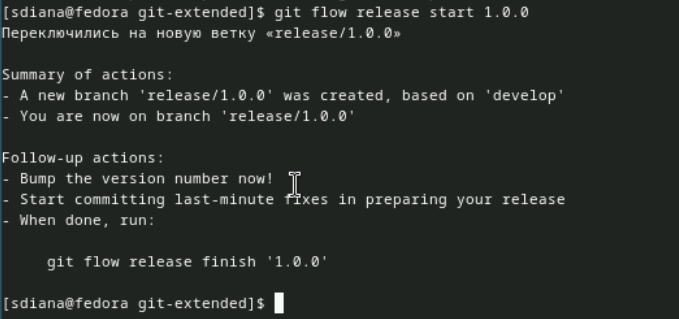 [sdiana@fedora git-extended]$ git flow release start 1.0.0
Переключились на новую ветку «release/1.0.0»
Summary of actions:
- A new branch 'release/1.0.0' was created, based on 'develop'
- You are now on branch 'release/1.0.0'
Follow-up actions:
- Bump the version number now!
- Start committing last-minute fixes in preparing your release
- When done, run:
git flow release finish '1.0.0'
[sdiana@fedora git-extended]$